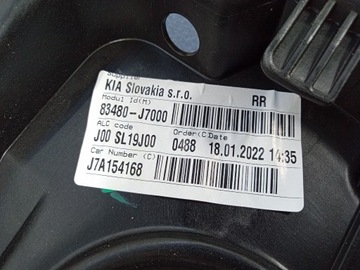 Supplier
KIA Slovakia s.r.o. RR
Modul Id(M)
83480-J7000
ALC code Order(C) Date
J00 SL19J00 0488 18.01.2022 14:35
Car Number (C)
J7A154168